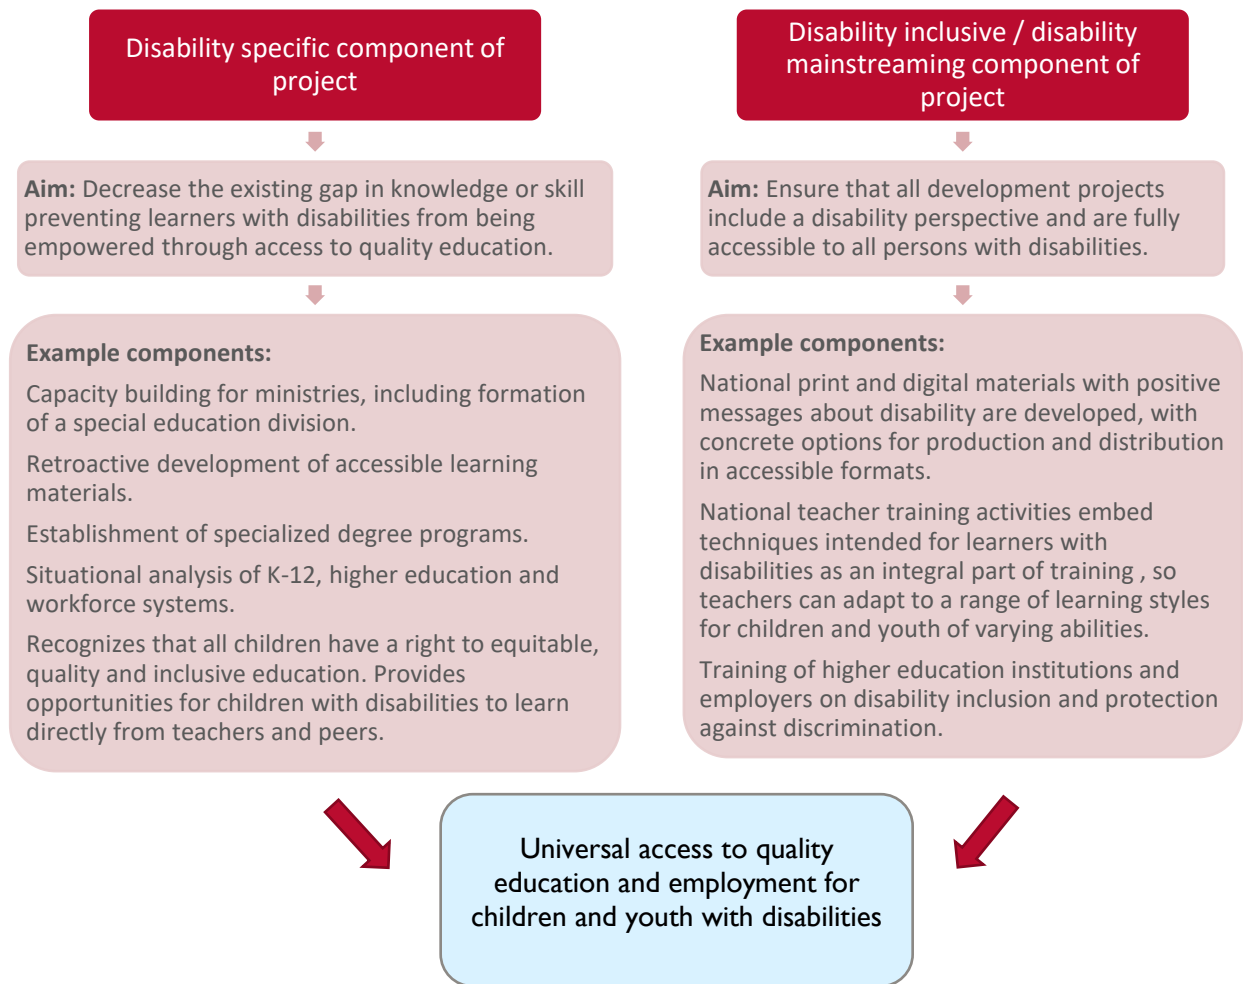 Disability specific component of
project
Aim: Decrease the existing gap in knowledge or skill
preventing learners with disabilities from being
empowered through access to quality education.
Example components:
Capacity building for ministries, including formation
of a special education division.
Retroactive development of accessible learning
materials.
Establishment of specialized degree programs.
Situational analysis of K-12, higher education and
workforce systems.
Recognizes that all children have a right to equitable,
quality and inclusive education. Provides
opportunities for children with disabilities to learn
directly from teachers and peers.
Disability inclusive / disability
mainstreaming component of
project
Aim: Ensure that all development projects
include a disability perspective and are fully
accessible to all persons with disabilities.
Example components:
National print and digital materials with positive
messages about disability are developed, with
concrete options for production and distribution
in accessible formats.
National teacher training activities embed
techniques intended for learners with
disabilities as an integral part of training , so
teachers can adapt to a range of learning styles
for children and youth of varying abilities.
Training of higher education institutions and
employers on disability inclusion and protection
against discrimination.
Universal access to quality
education and employment for
children and youth with disabilities